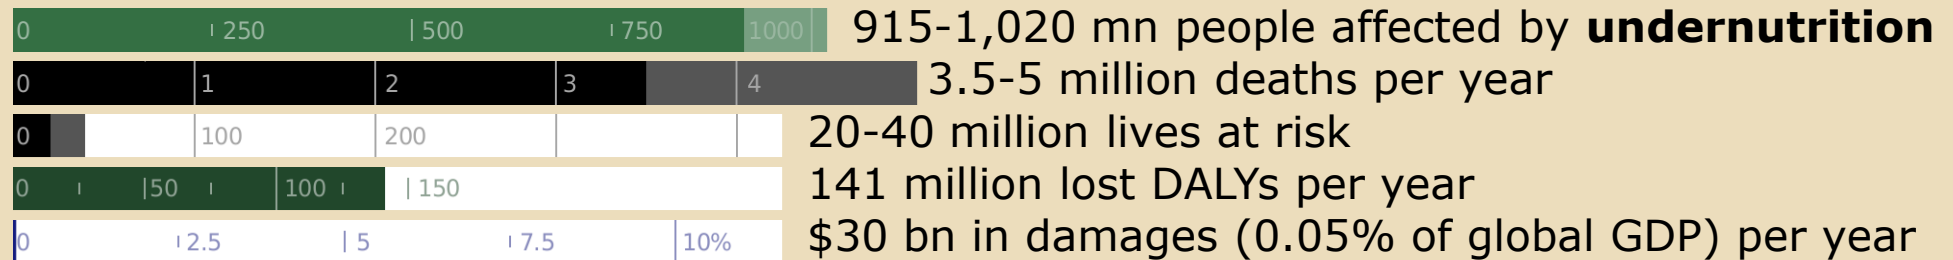 0 250 500 750 1000 915-1,020 mn people affected by undernutrition
0 1 2 3 4 3.5-5 million deaths per year
0 100 200 20-40 million lives at risk
0 50 100 150 141 million lost DALYs per year
0 2.5 5 7.5 10% $30 bn in damages (0.05% of global GDP) per year